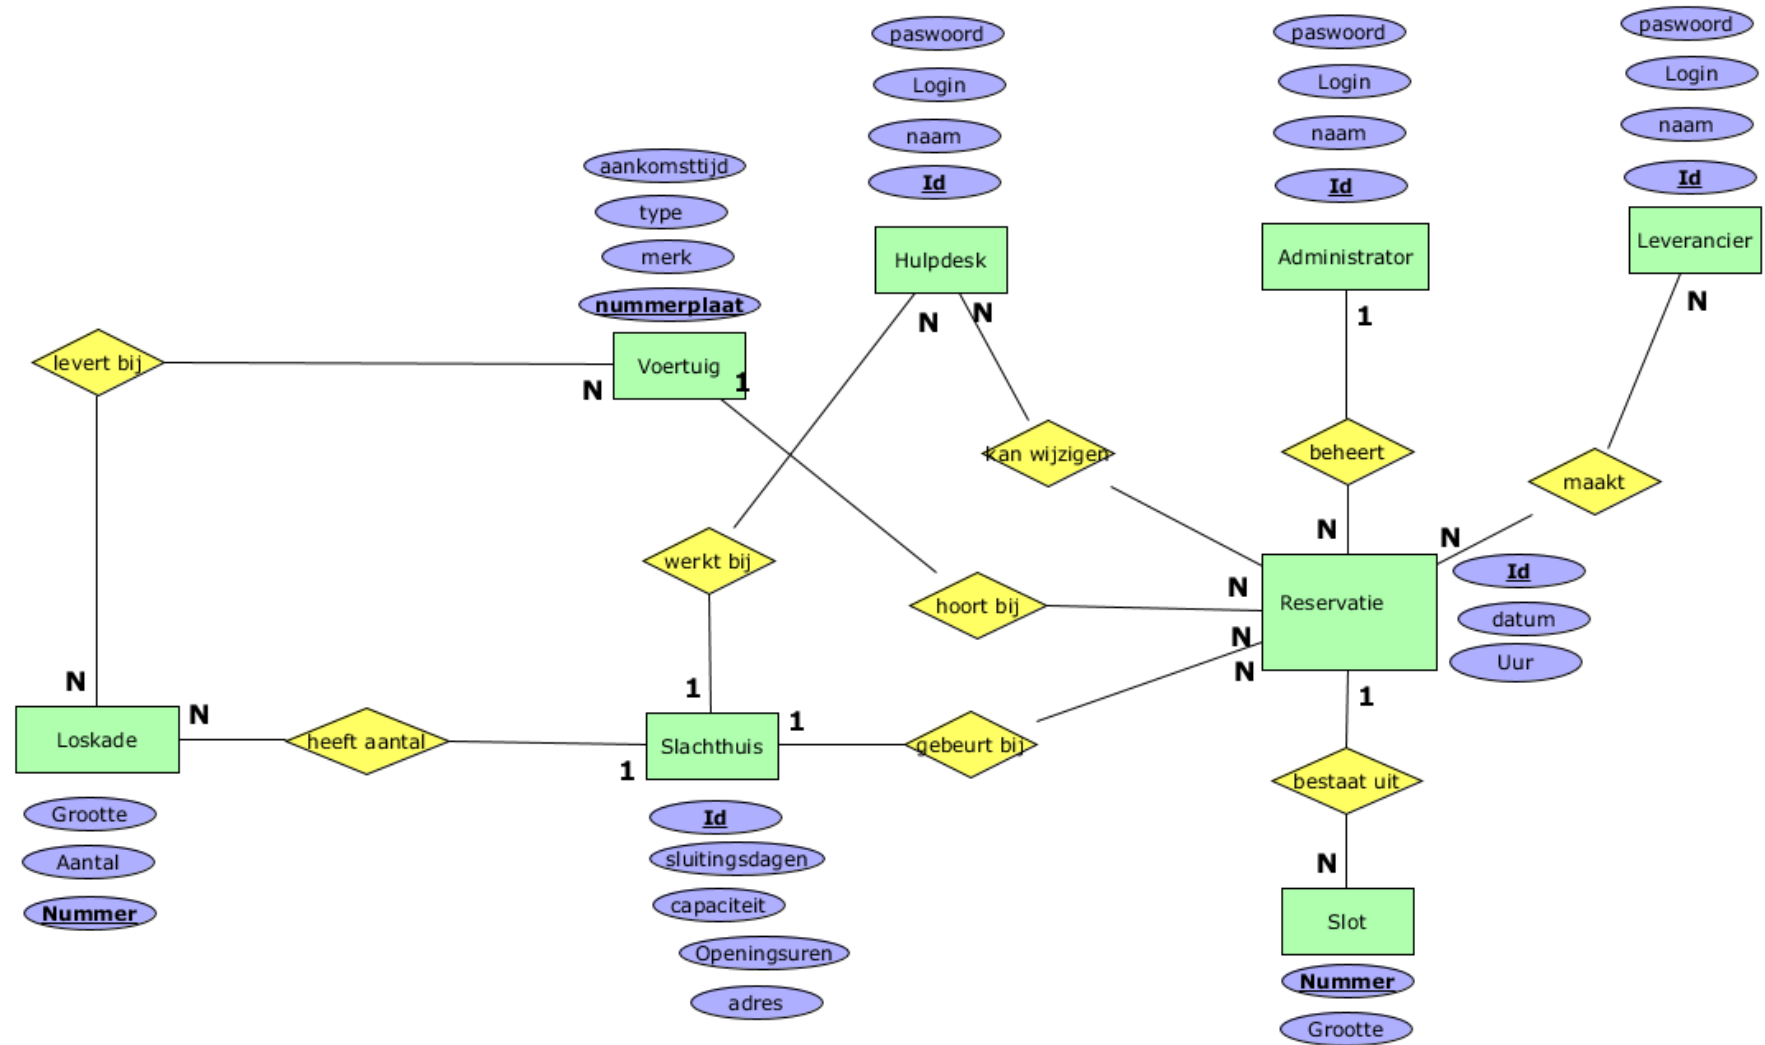 paswoord
Login
naam
Id
Hulpdesk
N
N
paswoord
Login
naam
Id
Administrator
1
paswoord
Login
naam
Id
Leverancier
N
aankomsttijd
type
merk
nummerplaat
Voertuig
1
N
levert bij
kan wijzigen
beheert
maakt
werkt bij
hoort bij
N
N
N
N
N
Reservatie
1
Id
datum
Uur
N
Loskade
N
heeft aantal
1
1
Slachthuis
1
gebeurt bij
bestaat uit
Grootte
Aantal
Nummer
Id
sluitingsdagen
capaciteit
Openingsuren
adres
N
Slot
Nummer
Grootte